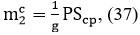 m₂ᶜ = 1/g PS_cp, (37)